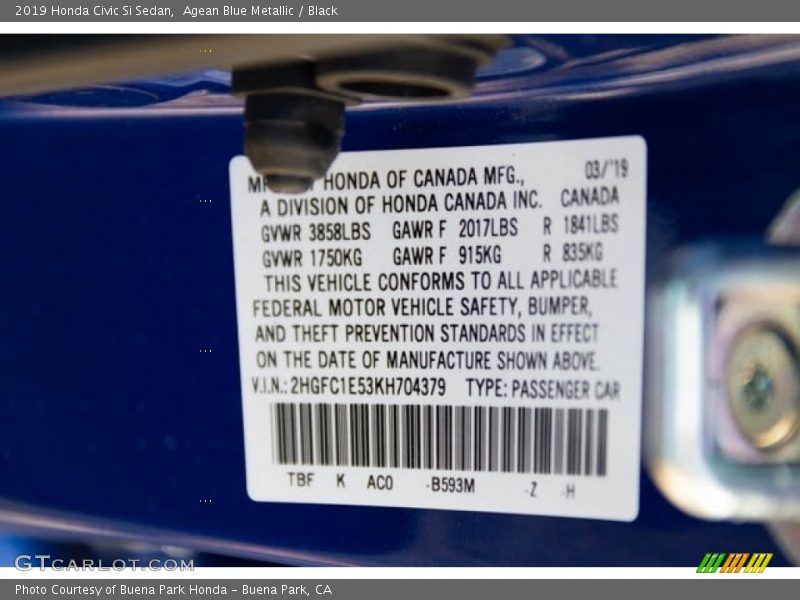 2019 Honda Civic Si Sedan,  Agean Blue Metallic / Black
HONDA OF CANADA MFG., 03/'19
A DIVISION OF HONDA CANADA INC. CANADA
GVWR 3858LBS GAWR F 2017LBS R 1841LBS
GVWR 1750KG GAWR F 915KG R 835KG
THIS VEHICLE CONFORMS TO ALL APPLICABLE
FEDERAL MOTOR VEHICLE SAFETY, BUMPER,
AND THEFT PREVENTION STANDARDS IN EFFECT
ON THE DATE OF MANUFACTURE SHOWN ABOVE.
V.I.N.: 2HGFC1E53KH704379 TYPE: PASSENGER CAR
TBF K AC0 -B593M -Z -H
GTCARLOT.COM
Photo Courtesy of Buena Park Honda – Buena Park, CA